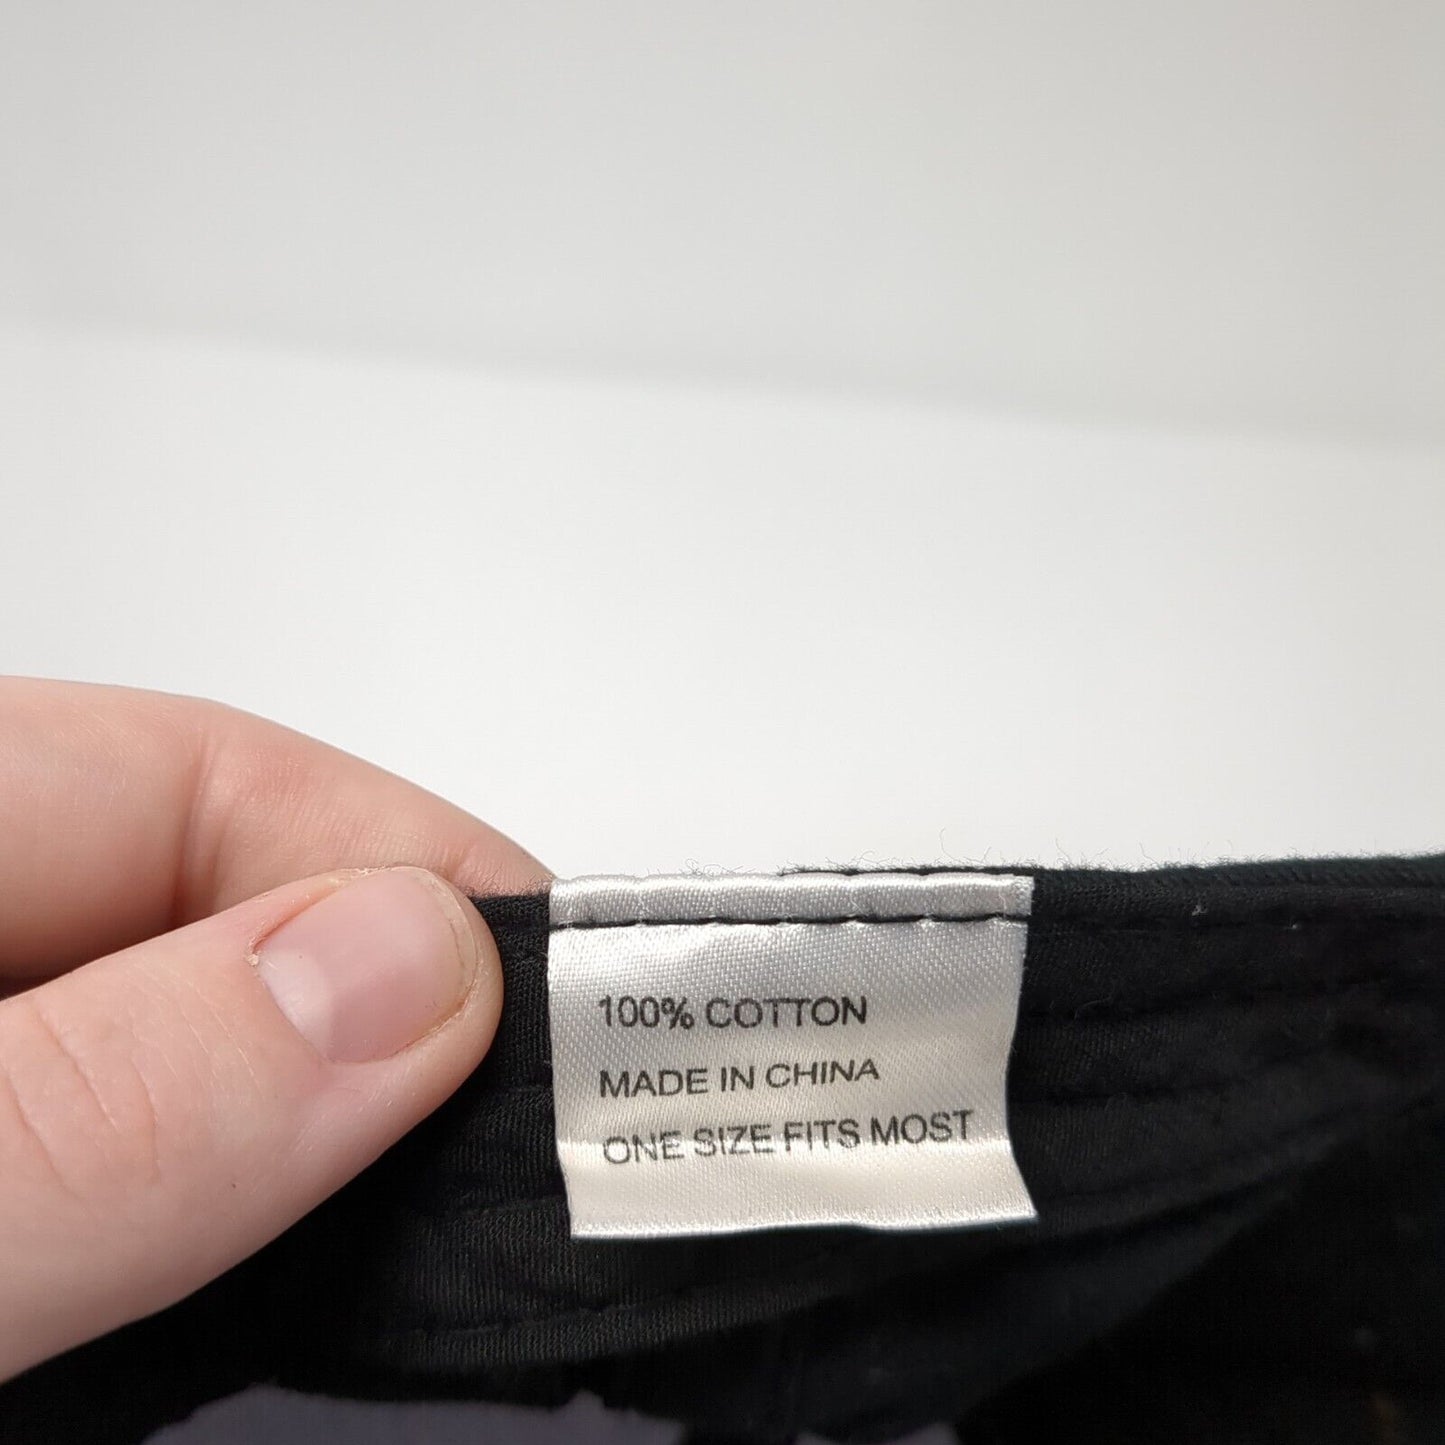 100% COTTON
MADE IN CHINA
ONE SIZE FITS MOST